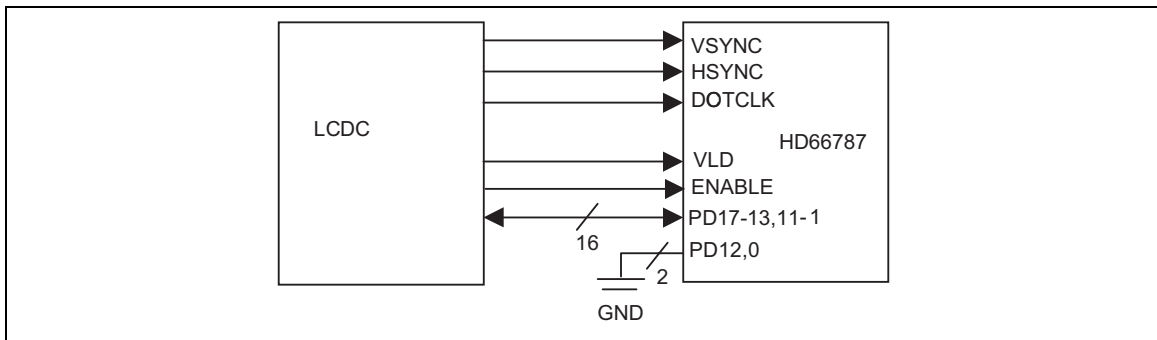 VSYNC
HSYNC
DOTCLK
LCDC
HD66787
VLD
ENABLE
PD17-13,11-1
16
PD12,0
2
GND